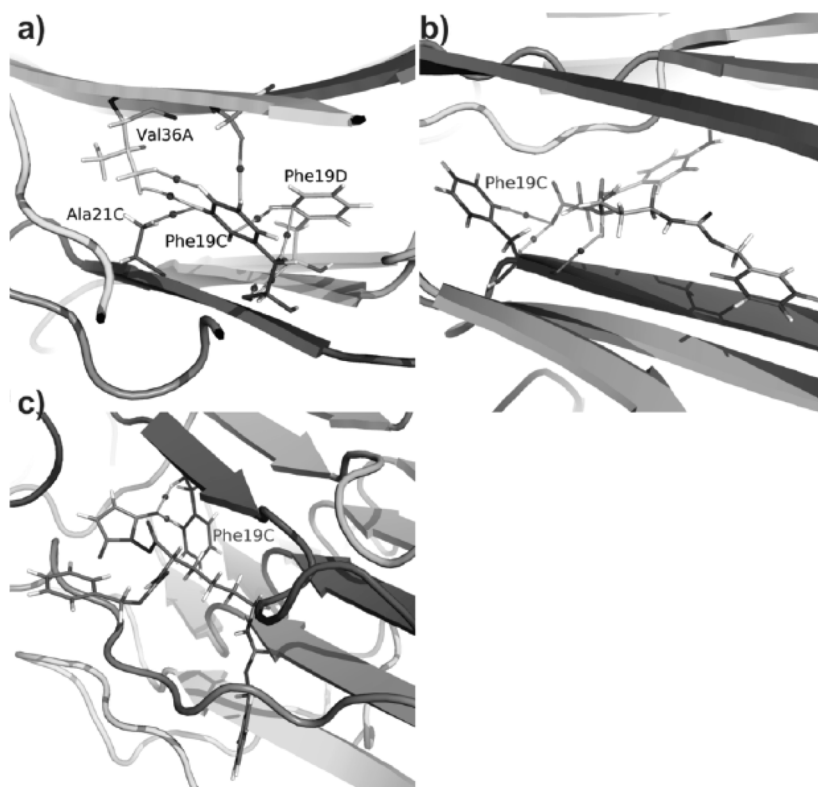 a)
Val36A
Phe19D
Ala21C
Phe19C
b)
Phe19C
c)
Phe19C